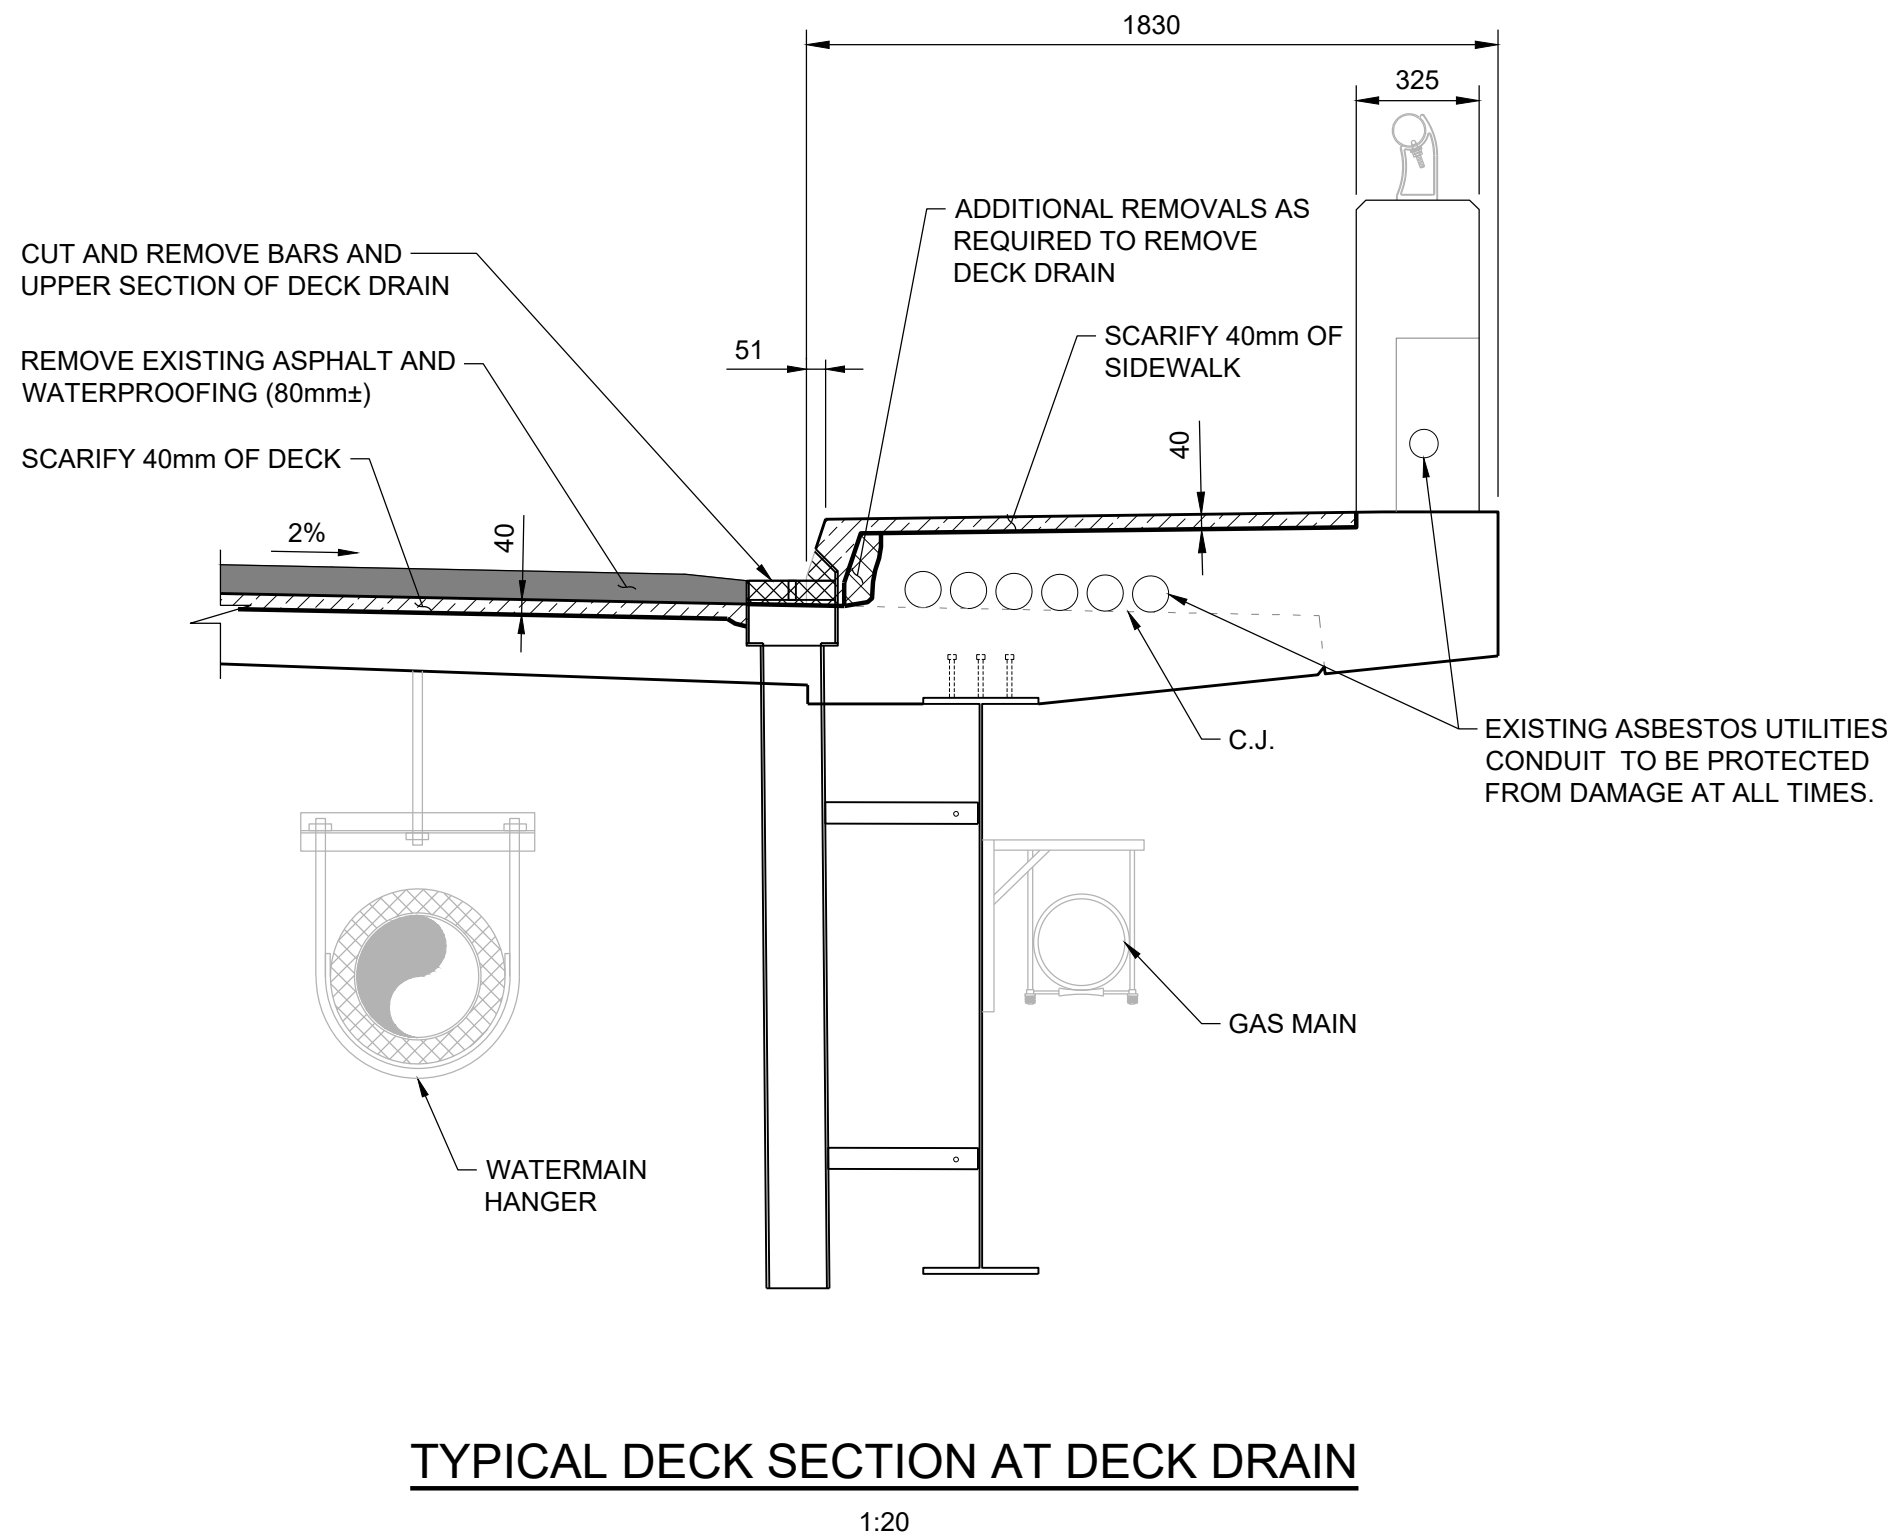 1830
325
ADDITIONAL REMOVALS AS
REQUIRED TO REMOVE
DECK DRAIN
CUT AND REMOVE BARS AND
UPPER SECTION OF DECK DRAIN
SCARIFY 40mm OF
SIDEWALK
51
REMOVE EXISTING ASPHALT AND
WATERPROOFING (80mm±)
40
SCARIFY 40mm OF DECK
2%
40
EXISTING ASBESTOS UTILITIES
CONDUIT TO BE PROTECTED
FROM DAMAGE AT ALL TIMES.
C.J.
GAS MAIN
WATERMAIN
HANGER
TYPICAL DECK SECTION AT DECK DRAIN
1:20